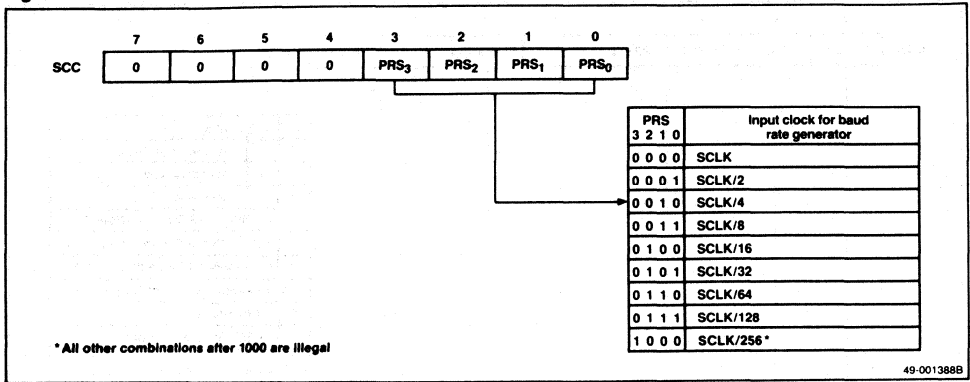 7 6 5 4 3 2 1 0
SCC 0 0 0 0 PRS3 PRS2 PRS1 PRS0
PRS Input clock for baud
3 2 1 0 rate generator
0 0 0 0 SCLK
0 0 0 1 SCLK/2
0 0 1 0 SCLK/4
0 0 1 1 SCLK/8
0 1 0 0 SCLK/16
0 1 0 1 SCLK/32
0 1 1 0 SCLK/64
0 1 1 1 SCLK/128
1 0 0 0 SCLK/256*
*All other combinations after 1000 are illegal
49-001388B